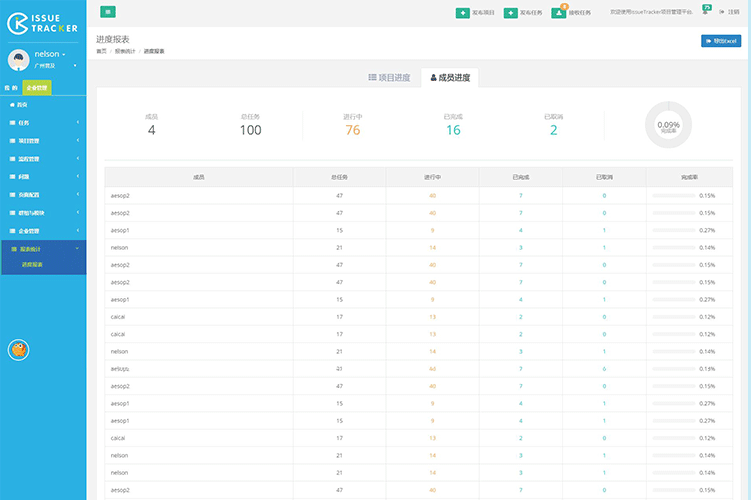 ISSUE
TRACKER
发布项目
发布任务
6
接收任务
欢迎使用IssueTracker项目管理平台.
75
注销
nelson
广州智及
我的
企业管理
首页
任务
项目管理
流程管理
问题
页面配置
群组与模块
企业管理
报表统计
进度报表
进度报表
首页 / 报表统计 / 进度报表
导出Excel
项目进度
成员进度
成员 总任务 进行中 已完成 已取消
4 100 76 16 2
0.09%
完成率
成员 总任务 进行中 已完成 已取消 完成率
aesop2 47 40 7 0 0.15%
aesop2 47 40 7 0 0.15%
aesop1 15 9 4 1 0.27%
nelson 21 14 3 1 0.14%
aesop2 47 40 7 0 0.15%
aesop2 47 40 7 0 0.15%
aesop1 15 9 4 1 0.27%
caicai 17 13 2 0 0.12%
caicai 17 13 2 0 0.12%
nelson 21 14 3 1 0.14%
7 6
aesop2 47 40 7 0 0.15%
aesop1 15 9 4 1 0.27%
aesop1 15 9 4 1 0.27%
caicai 17 13 2 0 0.12%
nelson 21 14 3 1 0.14%
nelson 21 14 3 1 0.14%
aesop2 47 40 7 0 0.15%